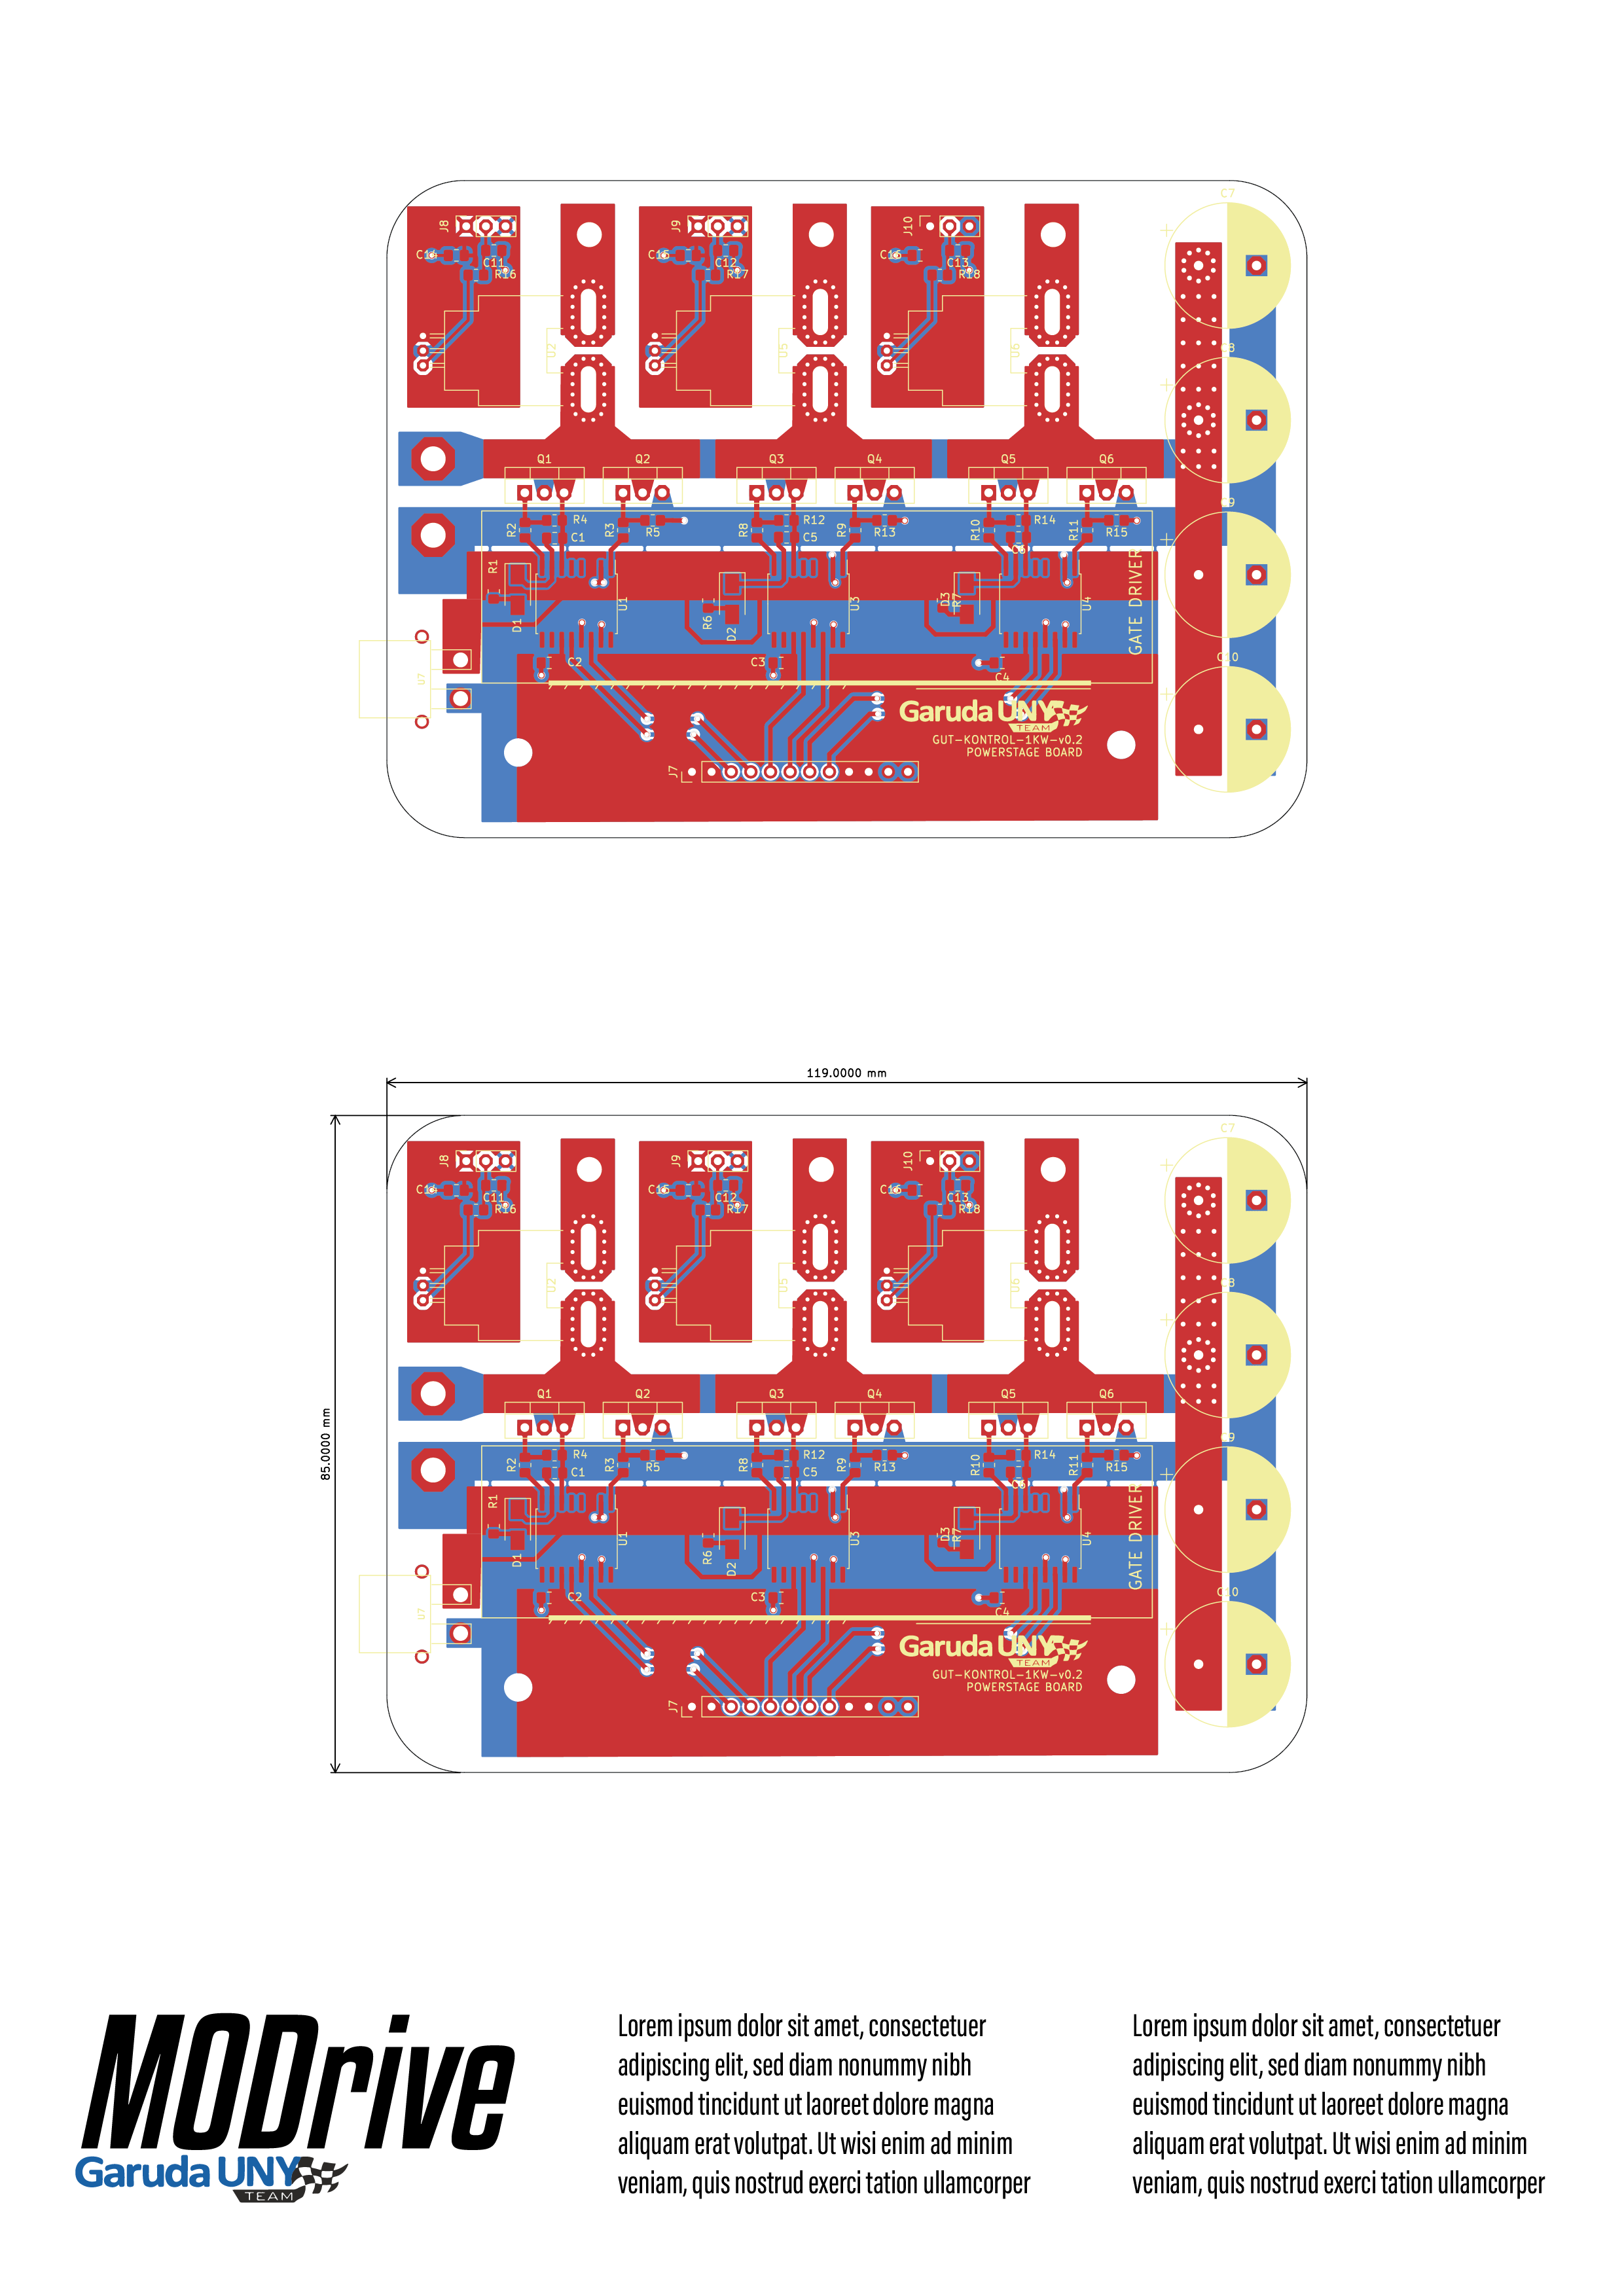 C7
J8
J9
J10
C14
C11
R16
C15
C12
R17
C16
C13
R18
U2
U5
U6
C8
Q1
Q2
Q3
Q4
Q5
Q6
C9
R2
R4
C1
R3
R5
R8
R12
C5
R9
R13
R10
R14
C6
R11
R15
R1
D1
U1
R6
D2
U3
D3
R7
U4
GATE DRIVER
U7
C2
C3
C4
C10
Garuda UNY
TEAM
GUT-KONTROL-1KW-v0.2
POWERSTAGE BOARD
J7
119.0000 mm
85.0000 mm
C7
J8
J9
J10
C14
C11
R16
C15
C12
R17
C16
C13
R18
U2
U5
U6
C8
Q1
Q2
Q3
Q4
Q5
Q6
C9
R2
R4
C1
R3
R5
R8
R12
C5
R9
R13
R10
R14
C6
R11
R15
R1
D1
U1
R6
D2
U3
D3
R7
U4
GATE DRIVER
U7
C2
C3
C4
C10
Garuda UNY
TEAM
GUT-KONTROL-1KW-v0.2
POWERSTAGE BOARD
J7
MODrive
Garuda UNY
TEAM
Lorem ipsum dolor sit amet, consectetuer
adipiscing elit, sed diam nonummy nibh
euismod tincidunt ut laoreet dolore magna
aliquam erat volutpat. Ut wisi enim ad minim
veniam, quis nostrud exerci tation ullamcorper
Lorem ipsum dolor sit amet, consectetuer
adipiscing elit, sed diam nonummy nibh
euismod tincidunt ut laoreet dolore magna
aliquam erat volutpat. Ut wisi enim ad minim
veniam, quis nostrud exerci tation ullamcorper